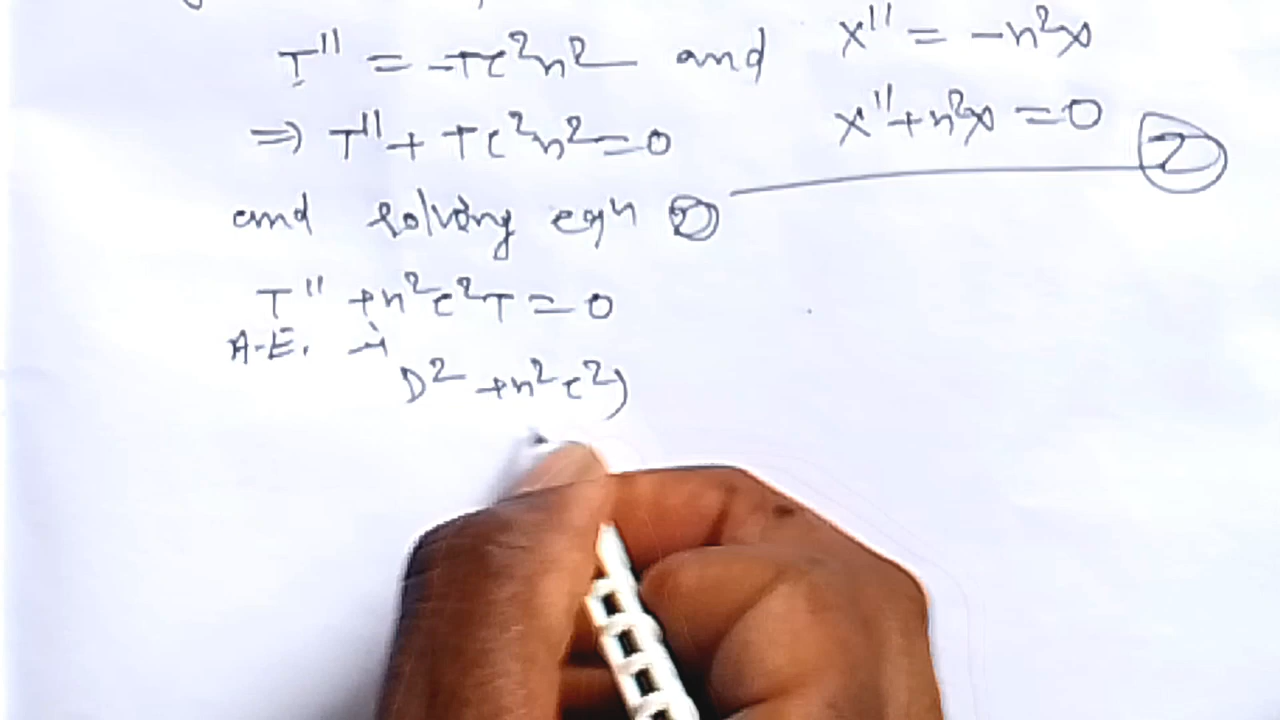 T'' = -Tc²n² and x'' = -n²x
⇒ T'' + Tc²n² = 0 x'' + n²x = 0 ②
and solving eqn ②
T'' + n²c²T = 0
A.E. is
D² + n²c²)